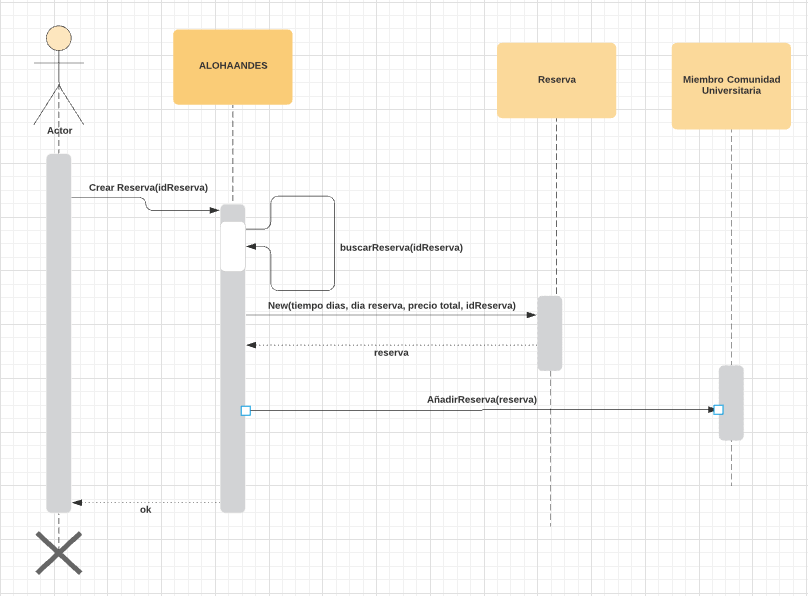 ALOHAANDES
Reserva
Miembro Comunidad
Universitaria
Actor
Crear Reserva(idReserva)
buscarReserva(idReserva)
New(tiempo dias, dia reserva, precio total, idReserva)
reserva
AñadirReserva(reserva)
ok